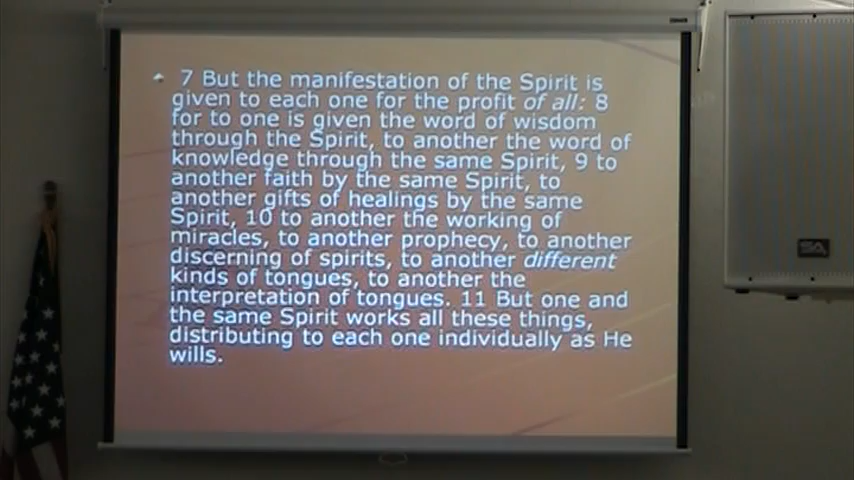 7 But the manifestation of the Spirit is
given to each one for the profit of all: 8
for to one is given the word of wisdom
through the Spirit, to another the word of
knowledge through the same Spirit, 9 to
another faith by the same Spirit, to
another gifts of healings by the same
Spirit, 10 to another the working of
miracles, to another prophecy, to another
discerning of spirits, to another different
kinds of tongues, to another the
interpretation of tongues. 11 But one and
the same Spirit works all these things,
distributing to each one individually as He
wills.